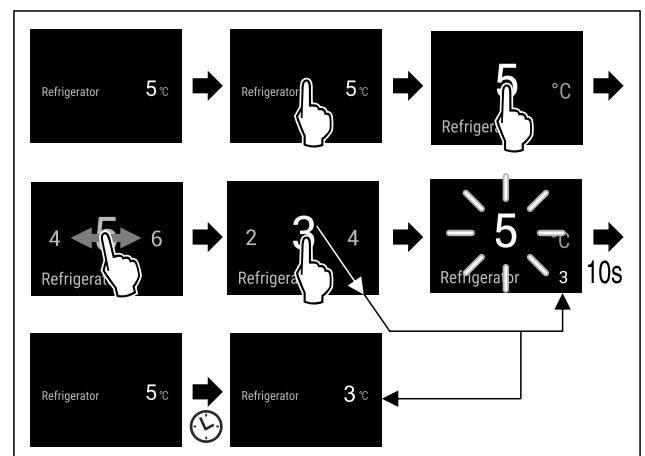 Refrigerator 5 °C
Refrigerator 5 °C
5 °C
Refrigera
4 5 6
Refrigerat
2 3 4
Refrigera
5 °C
Refrigerator 3
10s
Refrigerator 5 °C
Refrigerator 3 °C